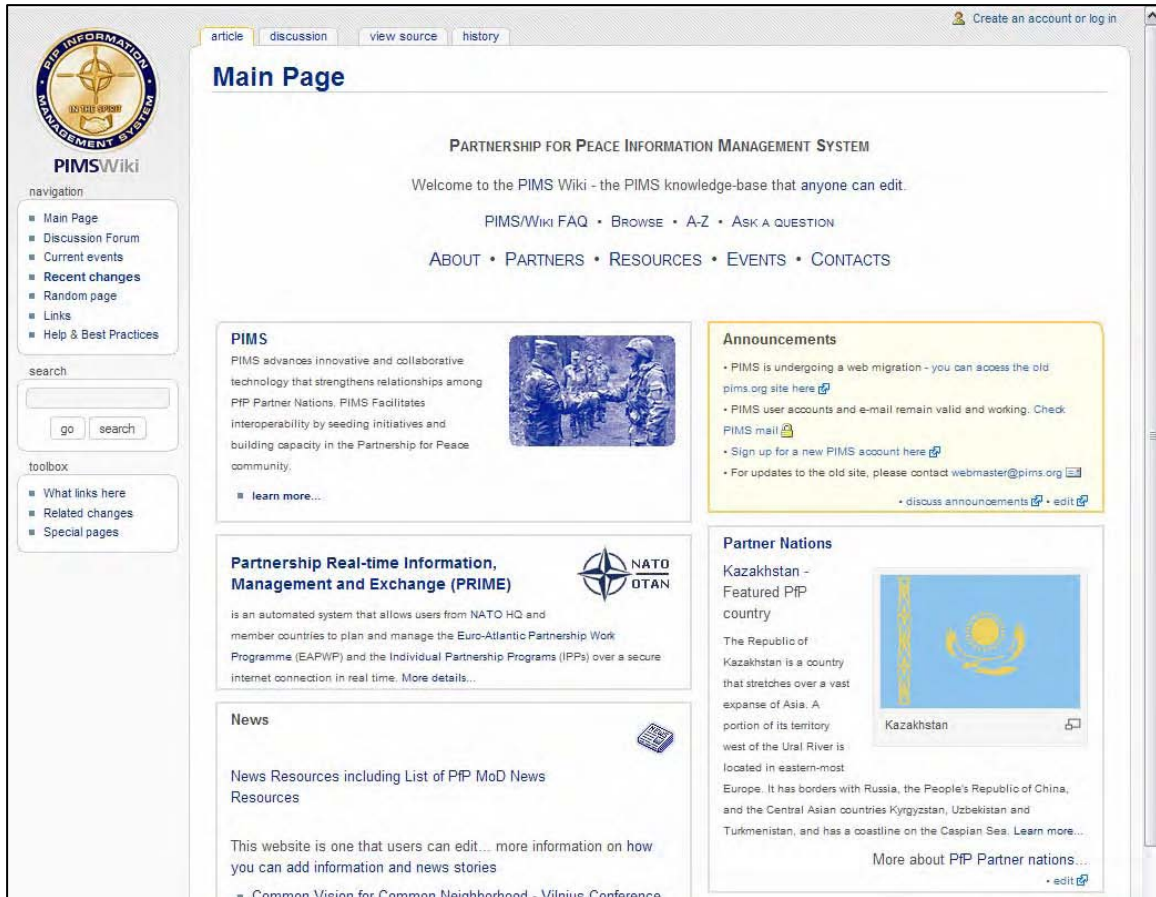 Create an account or log in
article discussion view source history
PfP INFORMATION MANAGEMENT SYSTEM
IN THE SPIRIT
PIMSWiki
navigation
Main Page
Discussion Forum
Current events
Recent changes
Random page
Links
Help & Best Practices
search
go search
toolbox
What links here
Related changes
Special pages
Main Page
PARTNERSHIP FOR PEACE INFORMATION MANAGEMENT SYSTEM
Welcome to the PIMS Wiki - the PIMS knowledge-base that anyone can edit.
PIMS/WIKI FAQ • BROWSE • A-Z • ASK A QUESTION
ABOUT • PARTNERS • RESOURCES • EVENTS • CONTACTS
PIMS
PIMS advances innovative and collaborative
technology that strengthens relationships among
PfP Partner Nations. PIMS Facilitates
interoperability by seeding initiatives and
building capacity in the Partnership for Peace
community.
learn more...
Partnership Real-time Information,
Management and Exchange (PRIME)
NATO
OTAN
is an automated system that allows users from NATO HQ and
member countries to plan and manage the Euro-Atlantic Partnership Work
Programme (EAPWP) and the Individual Partnership Programs (IPPs) over a secure
internet connection in real time. More details...
News
News Resources including List of PfP MoD News
Resources
This website is one that users can edit... more information on how
you can add information and news stories
Common Vision for Common Neighborhood - Vilnius Conference
Announcements
• PIMS is undergoing a web migration - you can access the old
pims.org site here
• PIMS user accounts and e-mail remain valid and working. Check
PIMS mail
• Sign up for a new PIMS account here
• For updates to the old site, please contact webmaster@pims.org
• discuss announcements • edit
Partner Nations
Kazakhstan -
Featured PfP
country
The Republic of
Kazakhstan is a country
that stretches over a vast
expanse of Asia. A
portion of its territory
west of the Ural River is
located in eastern-most
Europe. It has borders with Russia, the People's Republic of China,
and the Central Asian countries Kyrgyzstan, Uzbekistan and
Turkmenistan, and has a coastline on the Caspian Sea. Learn more...
Kazakhstan
More about PfP Partner nations...
• edit